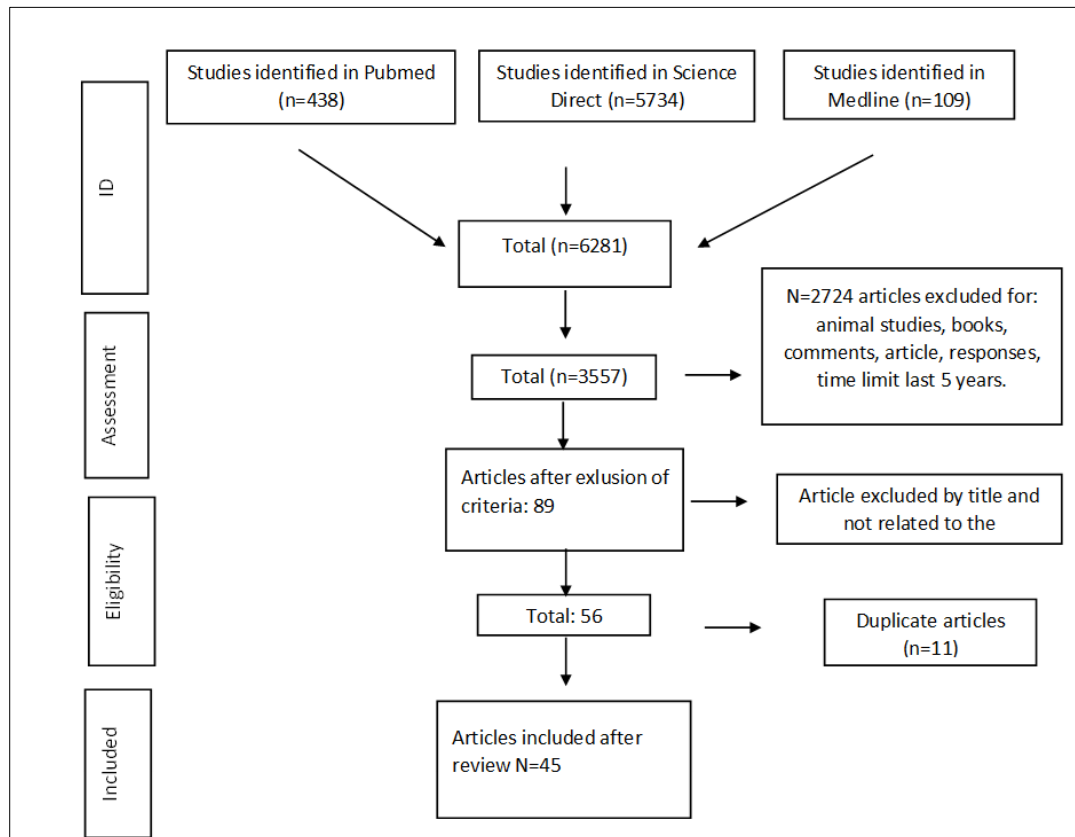 Studies identified in Pubmed
(n=438)
Studies identified in Science
Direct (n=5734)
Studies identified in
Medline (n=109)
ID
Total (n=6281)
N=2724 articles excluded for:
animal studies, books,
comments, article, responses,
time limit last 5 years.
Assessment
Total (n=3557)
Articles after exlusion of
criteria: 89
Article excluded by title and
not related to the
Eligibility
Total: 56
Duplicate articles
(n=11)
Included
Articles included after
review N=45